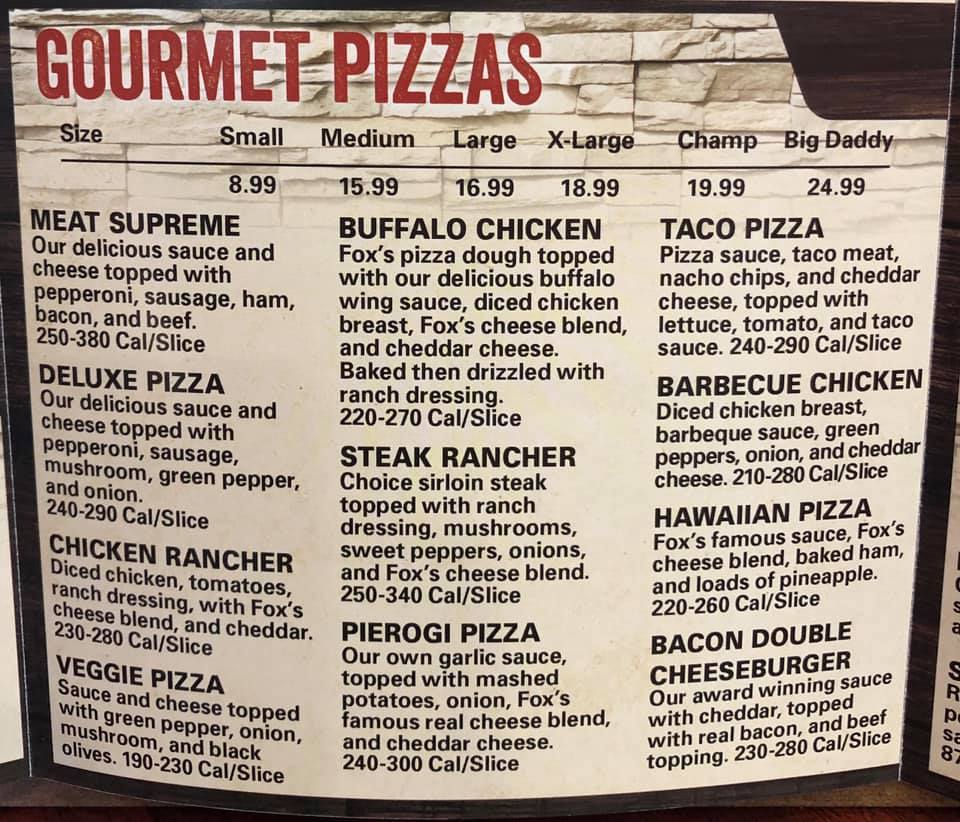 GOURMET PIZZAS
Size Small Medium Large X-Large Champ Big Daddy
8.99 15.99 16.99 18.99 19.99 24.99
MEAT SUPREME
Our delicious sauce and
cheese topped with
pepperoni, sausage, ham,
bacon, and beef.
250-380 Cal/Slice
DELUXE PIZZA
Our delicious sauce and
cheese topped with
pepperoni, sausage,
mushroom, green pepper,
and onion.
240-290 Cal/Slice
CHICKEN RANCHER
Diced chicken, tomatoes,
ranch dressing, with Fox's
cheese blend, and cheddar.
230-280 Cal/Slice
VEGGIE PIZZA
Sauce and cheese topped
with green pepper, onion,
mushroom, and black
olives. 190-230 Cal/Slice
BUFFALO CHICKEN
Fox's pizza dough topped
with our delicious buffalo
wing sauce, diced chicken
breast, Fox's cheese blend,
and cheddar cheese.
Baked then drizzled with
ranch dressing.
220-270 Cal/Slice
STEAK RANCHER
Choice sirloin steak
topped with ranch
dressing, mushrooms,
sweet peppers, onions,
and Fox's cheese blend.
250-340 Cal/Slice
PIEROGI PIZZA
Our own garlic sauce,
topped with mashed
potatoes, onion, Fox's
famous real cheese blend,
and cheddar cheese.
240-300 Cal/Slice
TACO PIZZA
Pizza sauce, taco meat,
nacho chips, and cheddar
cheese, topped with
lettuce, tomato, and taco
sauce. 240-290 Cal/Slice
BARBECUE CHICKEN
Diced chicken breast,
barbeque sauce, green
peppers, onion, and cheddar
cheese. 210-280 Cal/Slice
HAWAIIAN PIZZA
Fox's famous sauce, Fox's
cheese blend, baked ham,
and loads of pineapple.
220-260 Cal/Slice
BACON DOUBLE
CHEESEBURGER
Our award winning sauce
with cheddar, topped
with real bacon, and beef
topping. 230-280 Cal/Slice